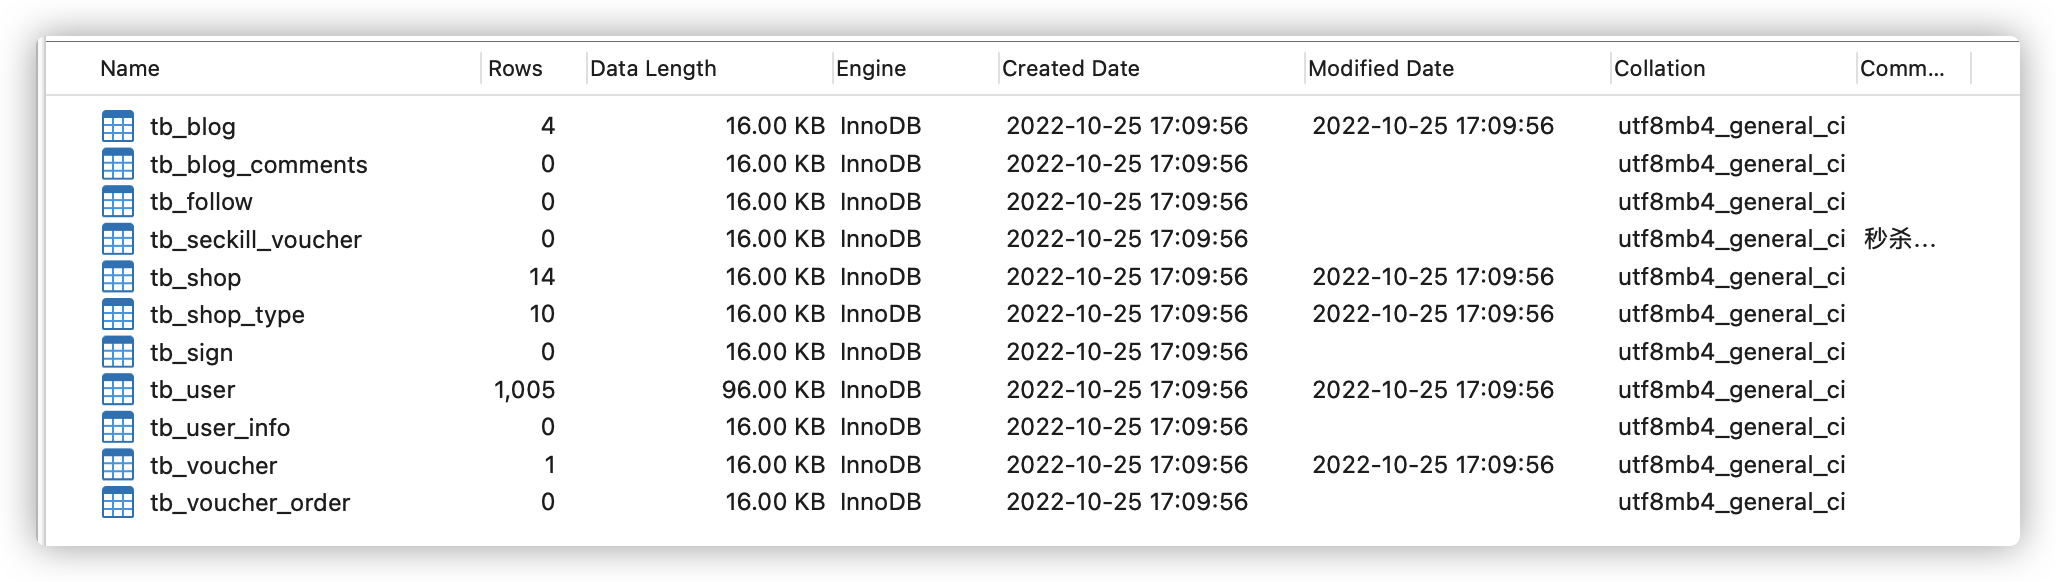 Name Rows Data Length Engine Created Date Modified Date Collation Comm...
tb_blog 4 16.00 KB InnoDB 2022-10-25 17:09:56 2022-10-25 17:09:56 utf8mb4_general_ci
tb_blog_comments 0 16.00 KB InnoDB 2022-10-25 17:09:56 utf8mb4_general_ci
tb_follow 0 16.00 KB InnoDB 2022-10-25 17:09:56 utf8mb4_general_ci
tb_seckill_voucher 0 16.00 KB InnoDB 2022-10-25 17:09:56 utf8mb4_general_ci 秒杀...
tb_shop 14 16.00 KB InnoDB 2022-10-25 17:09:56 2022-10-25 17:09:56 utf8mb4_general_ci
tb_shop_type 10 16.00 KB InnoDB 2022-10-25 17:09:56 2022-10-25 17:09:56 utf8mb4_general_ci
tb_sign 0 16.00 KB InnoDB 2022-10-25 17:09:56 utf8mb4_general_ci
tb_user 1,005 96.00 KB InnoDB 2022-10-25 17:09:56 2022-10-25 17:09:56 utf8mb4_general_ci
tb_user_info 0 16.00 KB InnoDB 2022-10-25 17:09:56 utf8mb4_general_ci
tb_voucher 1 16.00 KB InnoDB 2022-10-25 17:09:56 2022-10-25 17:09:56 utf8mb4_general_ci
tb_voucher_order 0 16.00 KB InnoDB 2022-10-25 17:09:56 utf8mb4_general_ci